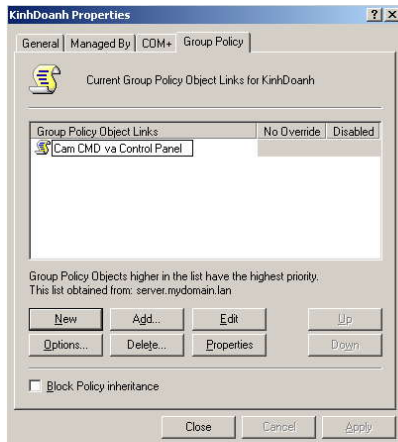 KinhDoanh Properties
General Managed By COM+ Group Policy
Current Group Policy Object Links for KinhDoanh
Group Policy Object Links No Override Disabled
Cam CMD va Control Panel
Group Policy Objects higher in the list have the highest priority.
This list obtained from: server.mydomain.lan
New Add... Edit Up
Options... Delete... Properties Down
Block Policy inheritance
Close Cancel Apply